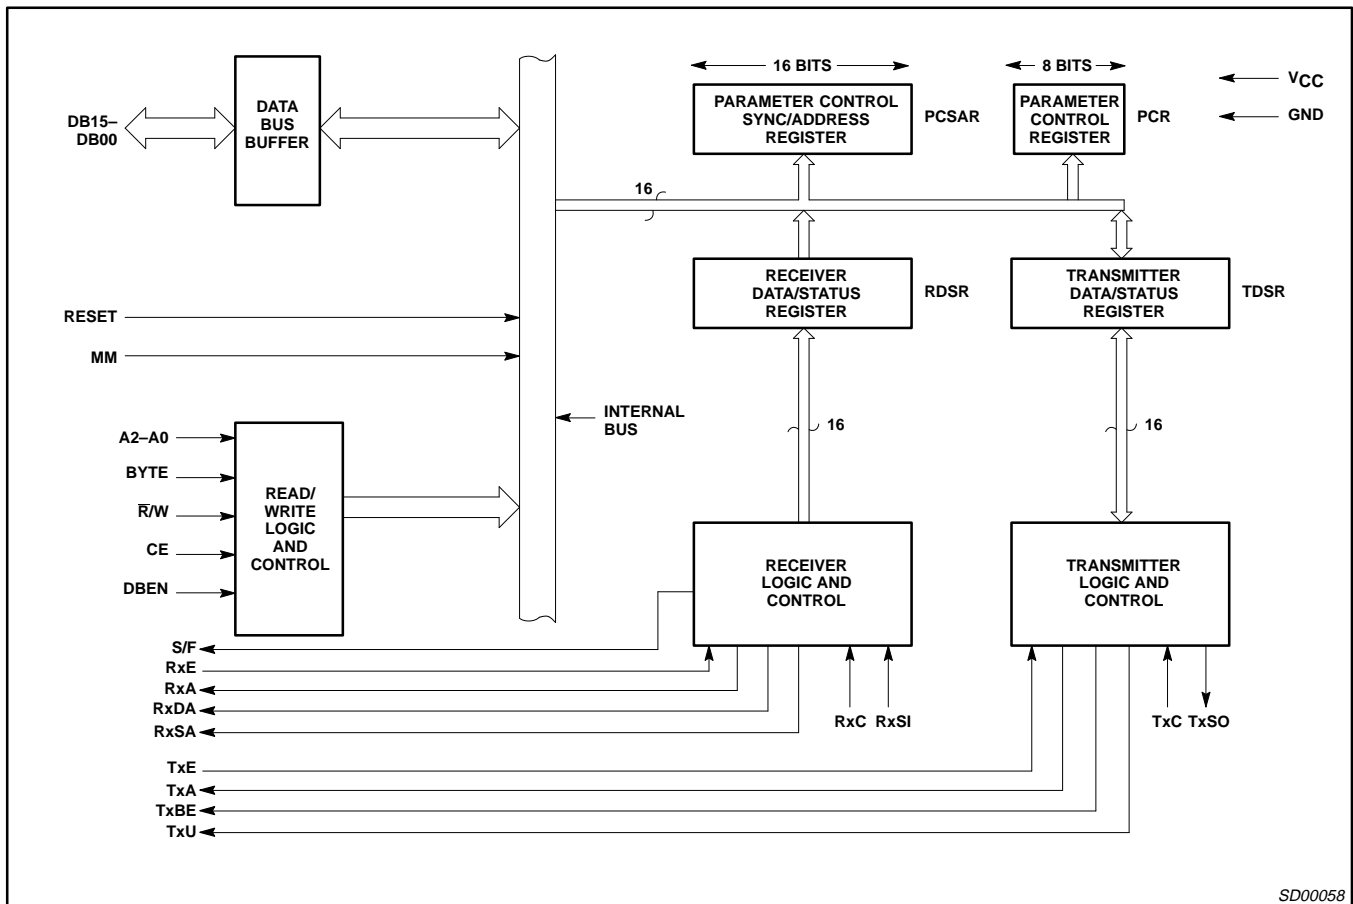 16 BITS
8 BITS
VCC
GND
DATA
BUS
BUFFER
DB15–
DB00
PARAMETER CONTROL
SYNC/ADDRESS
REGISTER
PCSAR
PARAMETER
CONTROL
REGISTER
PCR
16
RECEIVER
DATA/STATUS
REGISTER
RDSR
TRANSMITTER
DATA/STATUS
REGISTER
TDSR
RESET
MM
INTERNAL
BUS
16
16
A2–A0
BYTE
R̅/W
CE
DBEN
READ/
WRITE
LOGIC
AND
CONTROL
RECEIVER
LOGIC AND
CONTROL
TRANSMITTER
LOGIC AND
CONTROL
S/F
RxE
RxA
RxDA
RxSA
RxC
RxSI
TxC
TxSO
TxE
TxA
TxBE
TxU
SD00058